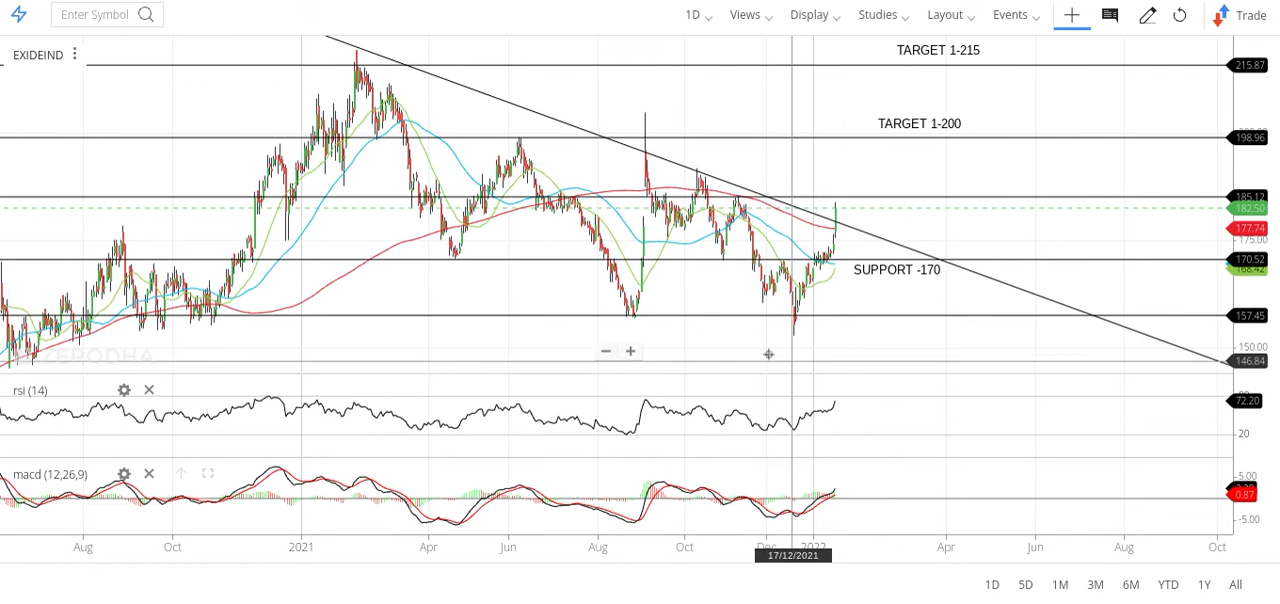 Enter Symbol 1D Views Display Studies Layout Events Trade
EXIDEIND
TARGET 1-215
215.87
TARGET 1-200
198.96
185.12
182.50
177.74
175.00
170.52
168.42
SUPPORT -170
157.45
ZERODHA
150.00
146.84
rsi (14)
72.20
20
macd (12,26,9)
5.00
0.87
-5.00
Aug Oct 2021 Apr Jun Aug Oct Dec 2022 Apr Jun Aug Oct
17/12/2021
1D 5D 1M 3M 6M YTD 1Y All